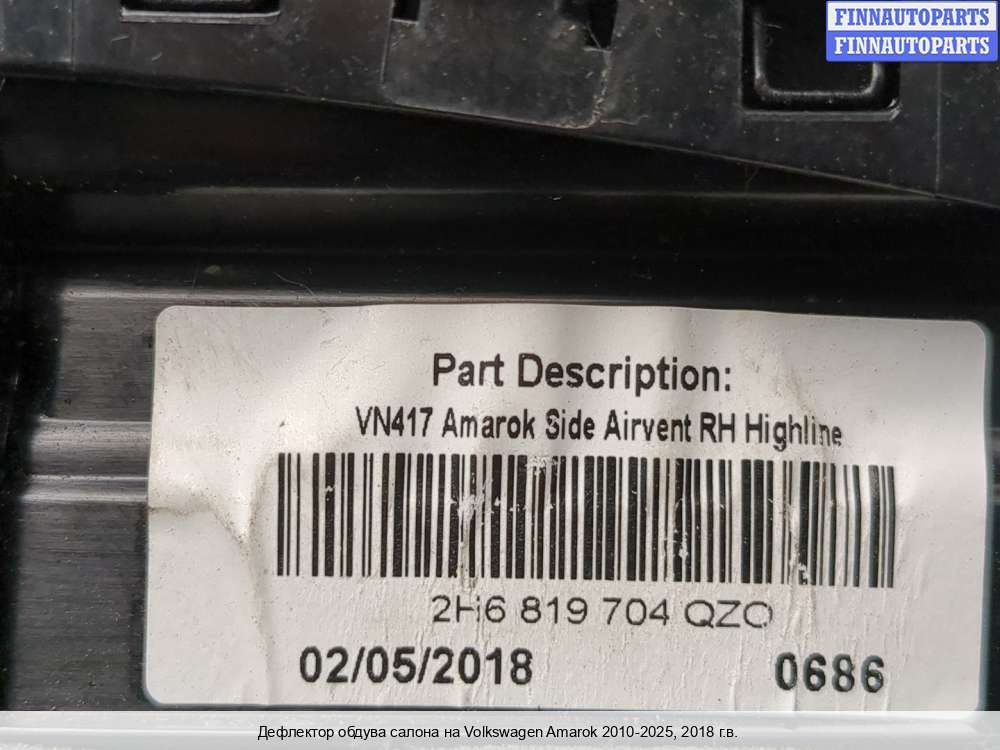 FINNAUTOPARTS
FINNAUTOPARTS
Part Description:
VN417 Amarok Side Airvent RH Highline
2H6 819 704 QZO
02/05/2018
0686
Дефлектор обдува салона на Volkswagen Amarok 2010-2025, 2018 г.в.